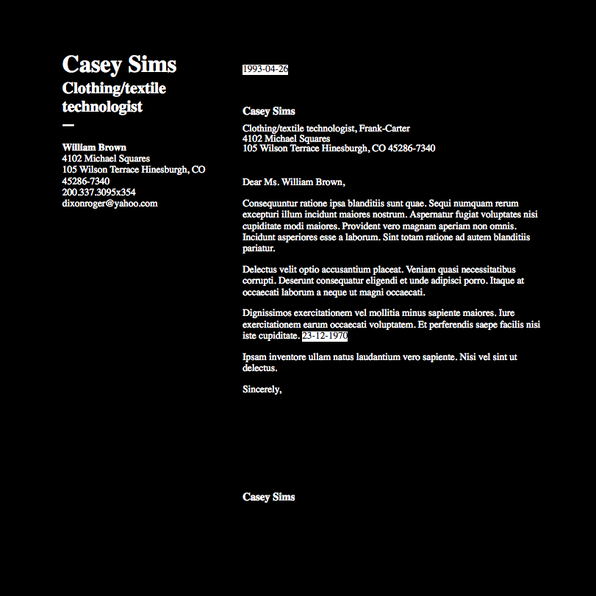 Casey Sims
Clothing/textile
technologist
William Brown
4102 Michael Squares
105 Wilson Terrace Hinesburgh, CO
45286-7340
200.337.3095x354
dixonroger@yahoo.com
1993-04-26
Casey Sims
Clothing/textile technologist, Frank-Carter
4102 Michael Squares
105 Wilson Terrace Hinesburgh, CO 45286-7340
Dear Ms. William Brown,
Consequuntur ratione ipsa blanditiis sunt quae. Sequi numquam rerum
excepturi illum incidunt maiores nostrum. Aspernatur fugiat voluptates nisi
cupiditate modi maiores. Provident vero magnam aperiam non omnis.
Incidunt asperiores esse a laborum. Sint totam ratione ad autem blanditiis
pariatur.
Delectus velit optio accusantium placeat. Veniam quasi necessitatibus
corrupti. Deserunt consequatur eligendi et unde adipisci porro. Itaque at
occaecati laborum a neque ut magni occaecati.
Dignissimos exercitationem vel mollitia minus sapiente maiores. Iure
exercitationem earum occaecati voluptatem. Et perferendis saepe facilis nisi
iste cupiditate. 23-12-1970
Ipsam inventore ullam natus laudantium vero sapiente. Nisi vel sint ut
delectus.
Sincerely,
Casey Sims